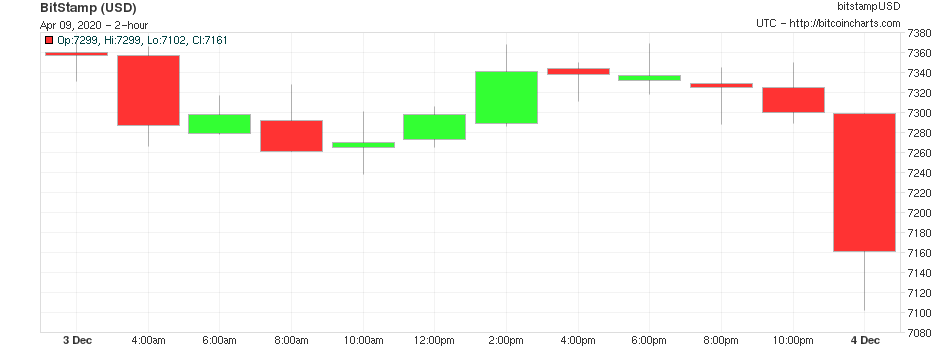 BitStamp (USD)
bitstampUSD
Apr 09, 2020 - 2-hour
UTC - http://bitcoincharts.com
Op:7299, Hi:7299, Lo:7102, Cl:7161
7380
7360
7340
7320
7300
7280
7260
7240
7220
7200
7180
7160
7140
7120
7100
7080
3 Dec 4:00am 6:00am 8:00am 10:00am 12:00pm 2:00pm 4:00pm 6:00pm 8:00pm 10:00pm 4 Dec